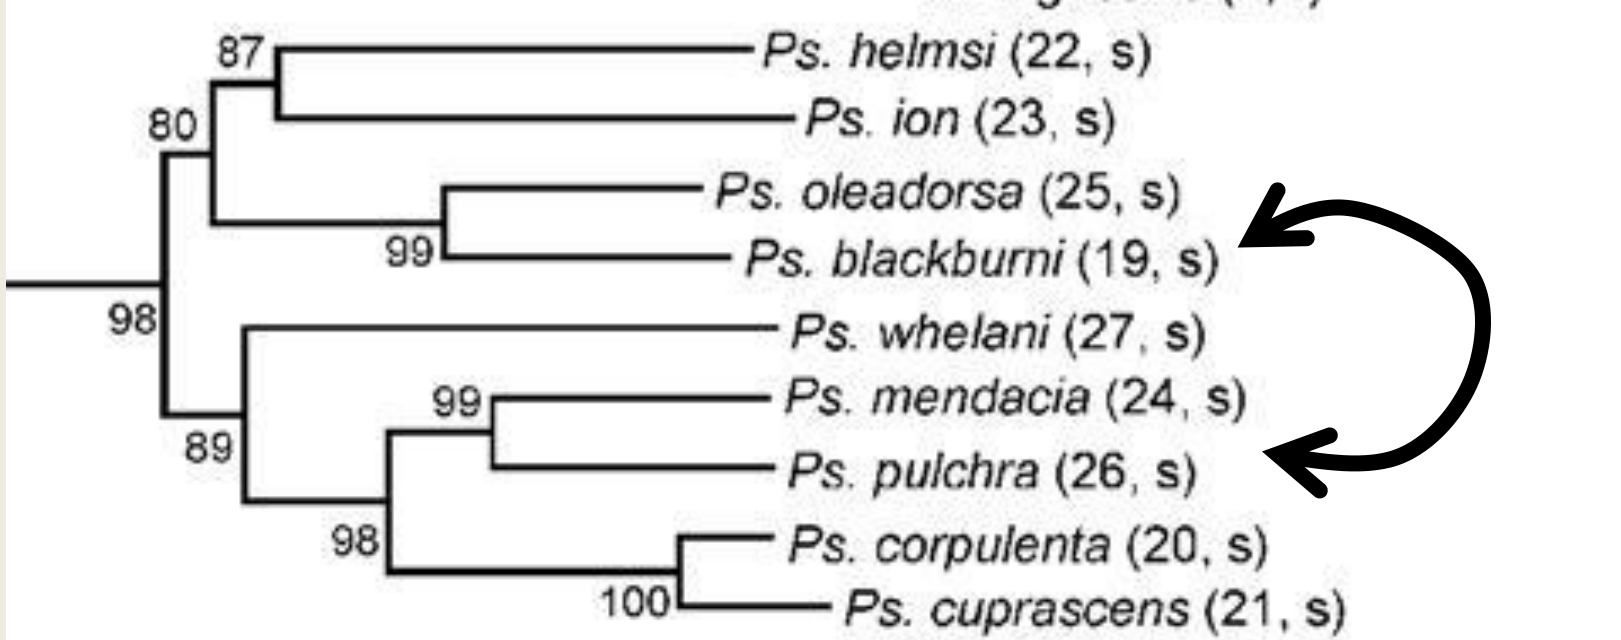 87
Ps. helmsi (22, s)
80
Ps. ion (23, s)
Ps. oleadorsa (25, s)
99
Ps. blackburni (19, s)
98
Ps. whelani (27, s)
99
Ps. mendacia (24, s)
89
Ps. pulchra (26, s)
98
Ps. corpulenta (20, s)
100
Ps. cuprascens (21, s)